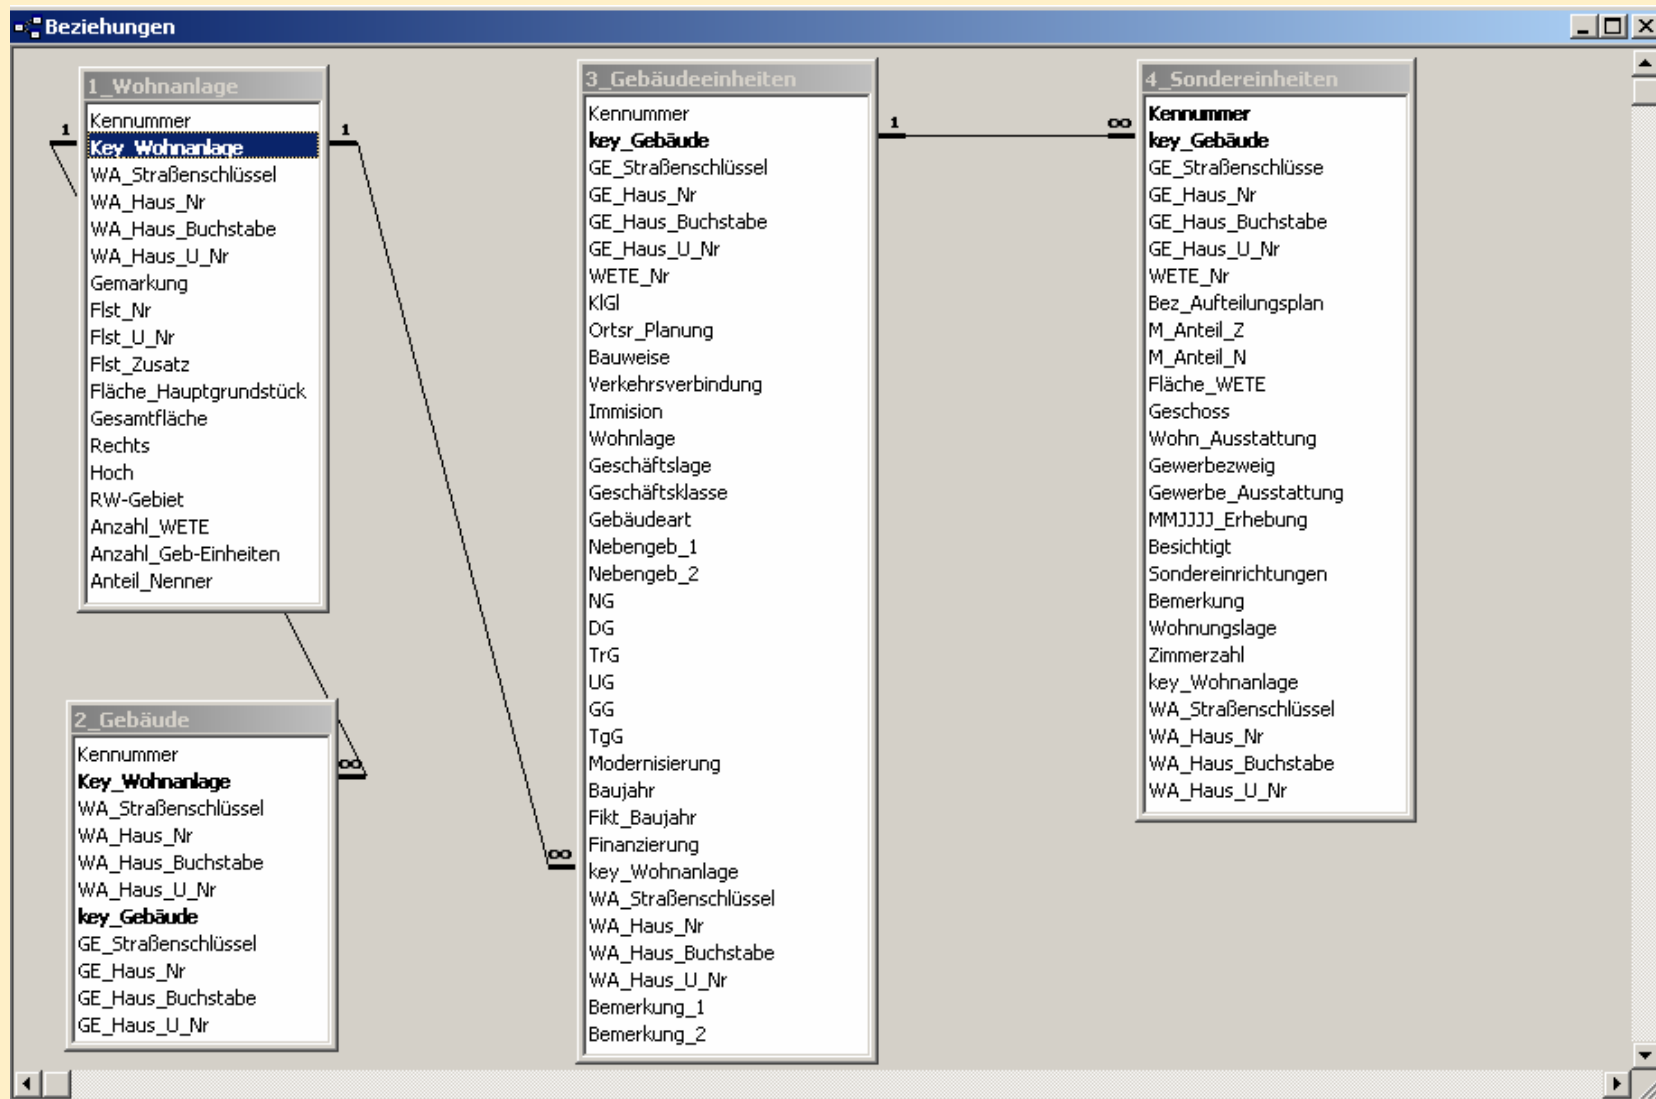 Beziehungen
1_Wohnanlage
Kennummer
Key_Wohnanlage
WA_Straßenschlüssel
WA_Haus_Nr
WA_Haus_Buchstabe
WA_Haus_U_Nr
Gemarkung
Flst_Nr
Flst_U_Nr
Flst_Zusatz
Fläche_Hauptgrundstück
Gesamtfläche
Rechts
Hoch
RW-Gebiet
Anzahl_WETE
Anzahl_Geb-Einheiten
Anteil_Nenner
1
1
2_Gebäude
Kennummer
Key_Wohnanlage
WA_Straßenschlüssel
WA_Haus_Nr
WA_Haus_Buchstabe
WA_Haus_U_Nr
key_Gebäude
GE_Straßenschlüssel
GE_Haus_Nr
GE_Haus_Buchstabe
GE_Haus_U_Nr
∞
3_Gebäudeeinheiten
Kennummer
key_Gebäude
GE_Straßenschlüssel
GE_Haus_Nr
GE_Haus_Buchstabe
GE_Haus_U_Nr
WETE_Nr
KlGl
Ortsr_Planung
Bauweise
Verkehrsverbindung
Immision
Wohnlage
Geschäftslage
Geschäftsklasse
Gebäudeart
Nebengeb_1
Nebengeb_2
NG
DG
TrG
UG
GG
TgG
Modernisierung
Baujahr
Fikt_Baujahr
Finanzierung
key_Wohnanlage
WA_Straßenschlüssel
WA_Haus_Nr
WA_Haus_Buchstabe
WA_Haus_U_Nr
Bemerkung_1
Bemerkung_2
∞
1
∞
4_Sondereinheiten
Kennummer
key_Gebäude
GE_Straßenschlüsse
GE_Haus_Nr
GE_Haus_Buchstabe
GE_Haus_U_Nr
WETE_Nr
Bez_Aufteilungsplan
M_Anteil_Z
M_Anteil_N
Fläche_WETE
Geschoss
Wohn_Ausstattung
Gewerbezweig
Gewerbe_Ausstattung
MMJJJJ_Erhebung
Besichtigt
Sondereinrichtungen
Bemerkung
Wohnungslage
Zimmerzahl
key_Wohnanlage
WA_Straßenschlüssel
WA_Haus_Nr
WA_Haus_Buchstabe
WA_Haus_U_Nr